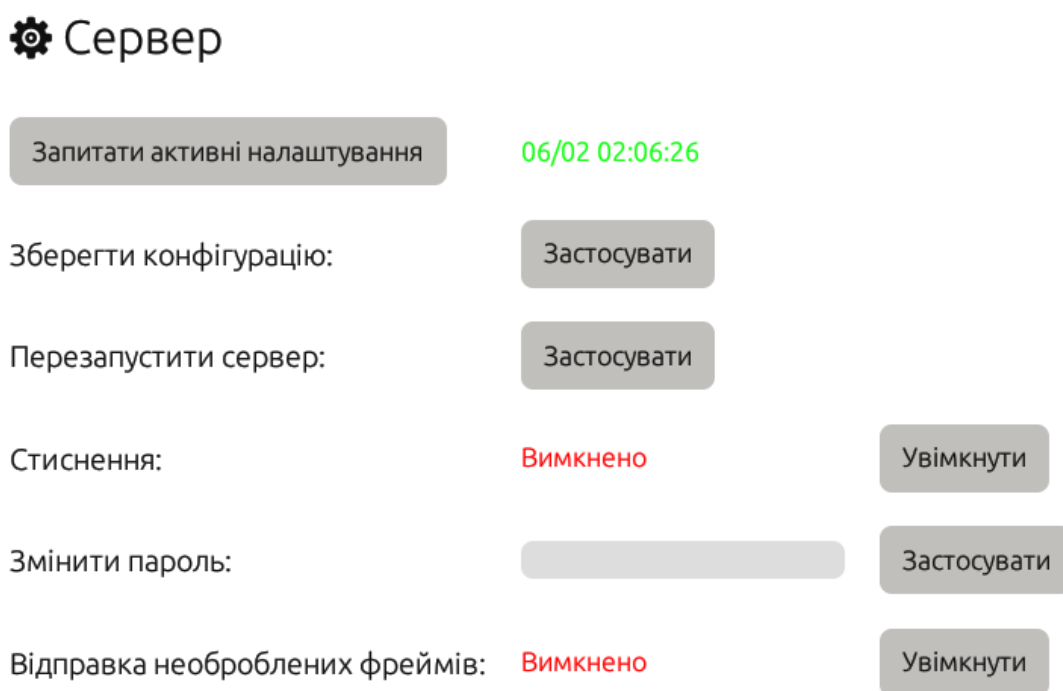 Сервер
Запитати активні налаштування 06/02 02:06:26
Зберегти конфігурацію: Застосувати
Перезапустити сервер: Застосувати
Стиснення: Вимкнено Увімкнути
Змінити пароль: Застосувати
Відправка необроблених фреймів: Вимкнено Увімкнути